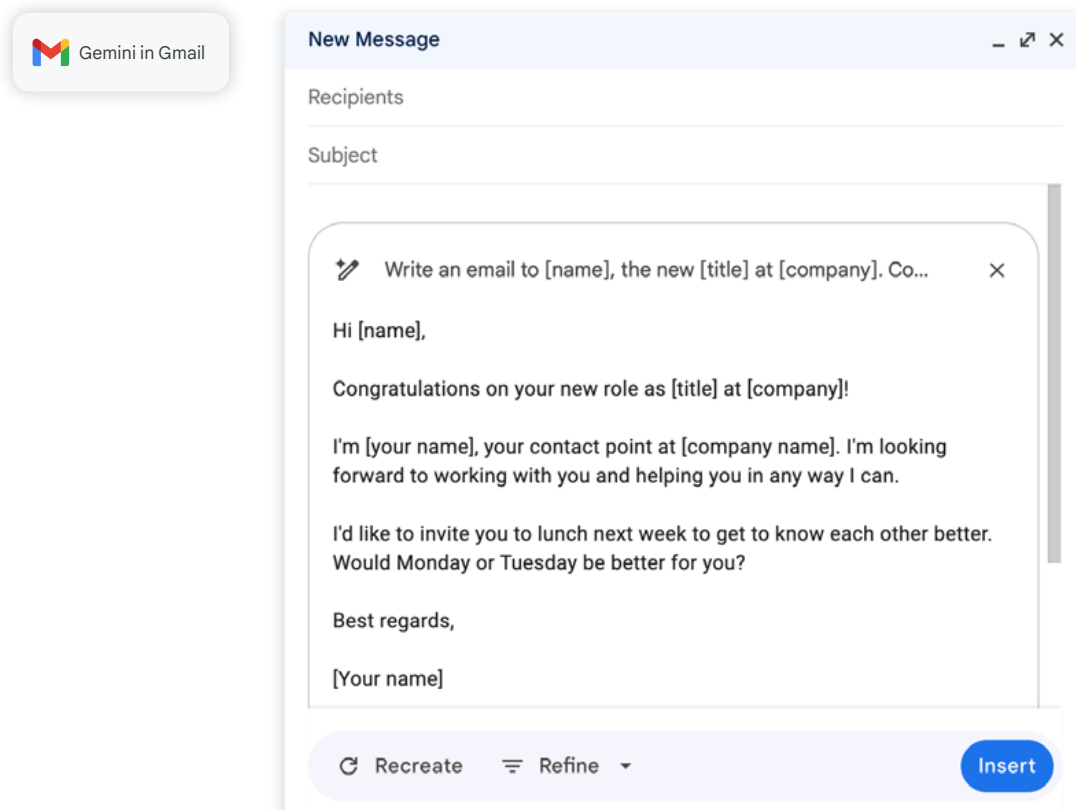 Gemini in Gmail
New Message
Recipients
Subject
Write an email to [name], the new [title] at [company]. Co...
Hi [name],
Congratulations on your new role as [title] at [company]!
I'm [your name], your contact point at [company name]. I'm looking
forward to working with you and helping you in any way I can.
I'd like to invite you to lunch next week to get to know each other better.
Would Monday or Tuesday be better for you?
Best regards,
[Your name]
Recreate
Refine
Insert